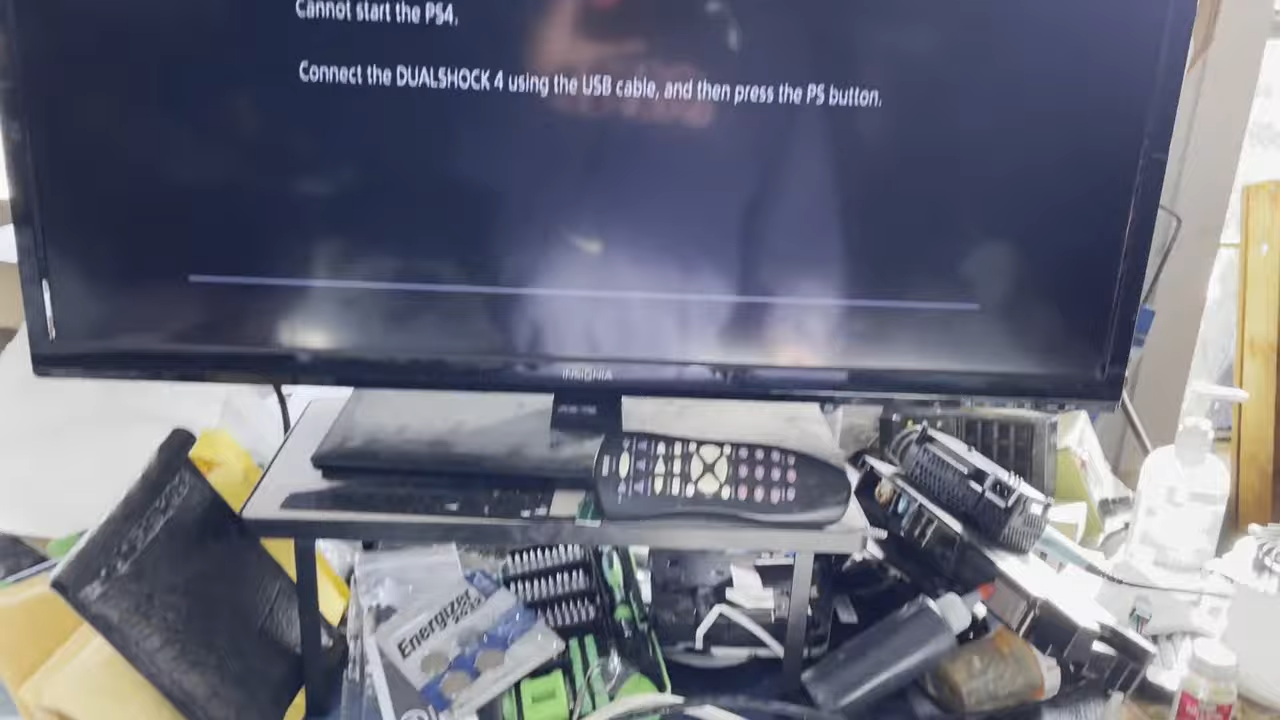 Cannot start the PS4.
Connect the DUALSHOCK 4 using the USB cable, and then press the PS button.
INSIGNIA
Energizer